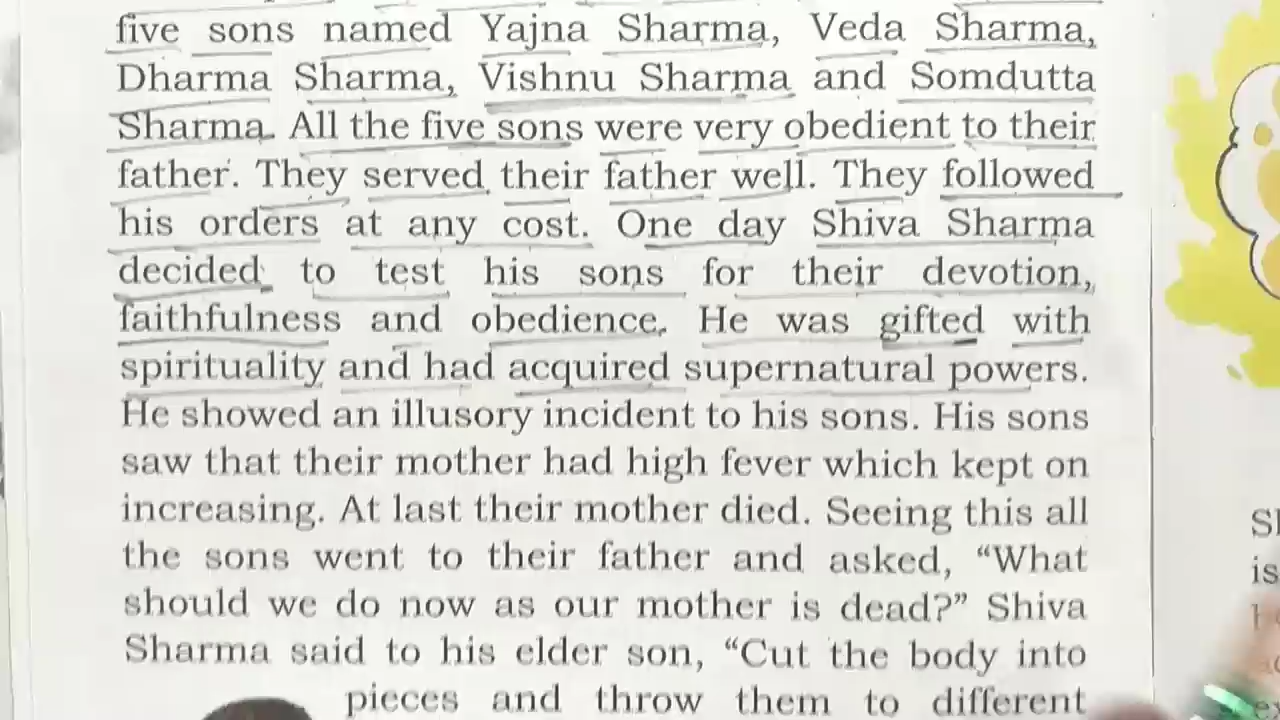 five sons named Yajna Sharma, Veda Sharma,
Dharma Sharma, Vishnu Sharma and Somdutta
Sharma. All the five sons were very obedient to their
father. They served their father well. They followed
his orders at any cost. One day Shiva Sharma
decided to test his sons for their devotion,
faithfulness and obedience. He was gifted with
spirituality and had acquired supernatural powers.
He showed an illusory incident to his sons. His sons
saw that their mother had high fever which kept on
increasing. At last their mother died. Seeing this all
the sons went to their father and asked, “What
should we do now as our mother is dead?” Shiva
Sharma said to his elder son, “Cut the body into
pieces and throw them to different
is